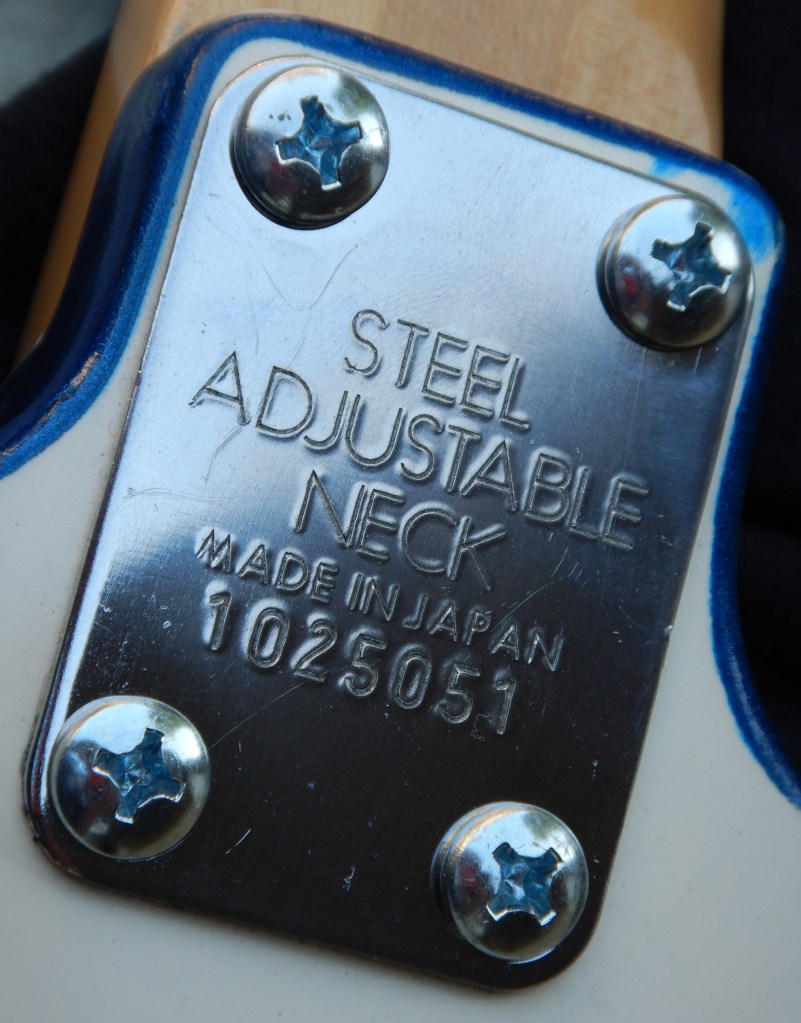 STEEL
ADJUSTABLE
NECK
MADE IN JAPAN
1025051